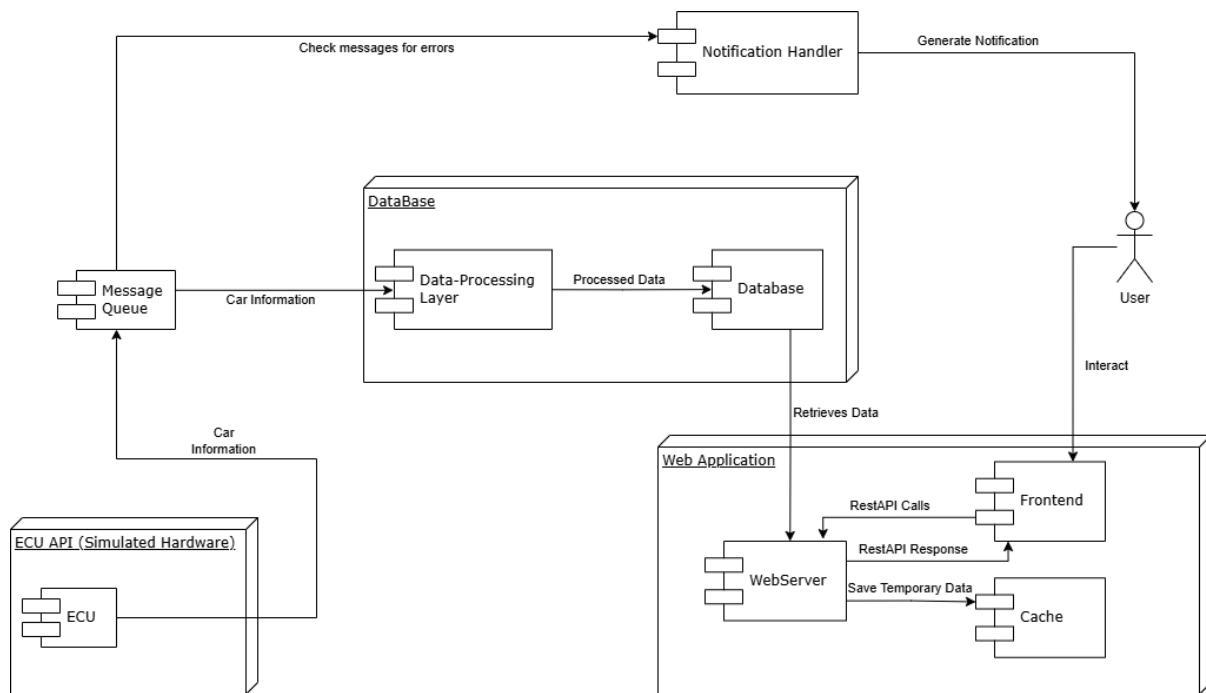 Check messages for errors
Notification Handler
Generate Notification
DataBase
Data-Processing
Layer
Processed Data
Database
Message
Queue
Car Information
User
Interact
Retrieves Data
Car
Information
Web Application
Frontend
RestAPI Calls
RestAPI Response
WebServer
Save Temporary Data
Cache
ECU API (Simulated Hardware)
ECU